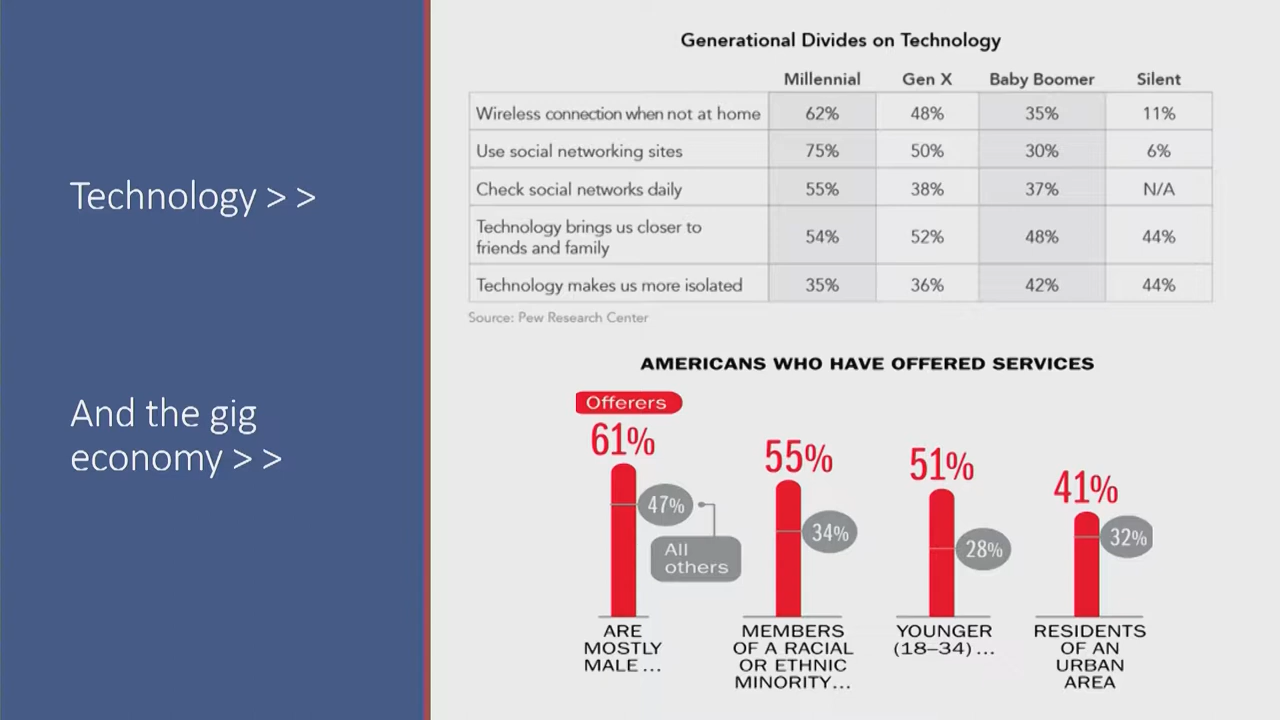 Technology > >
And the gig
economy > >
Generational Divides on Technology
Millennial Gen X Baby Boomer Silent
Wireless connection when not at home 62% 48% 35% 11%
Use social networking sites 75% 50% 30% 6%
Check social networks daily 55% 38% 37% N/A
Technology brings us closer to
friends and family 54% 52% 48% 44%
Technology makes us more isolated 35% 36% 42% 44%
Source: Pew Research Center
AMERICANS WHO HAVE OFFERED SERVICES
Offerers
61% 55% 51% 41%
47% 34% 28% 32%
All
others
ARE
MOSTLY
MALE...
MEMBERS
OF A RACIAL
OR ETHNIC
MINORITY...
YOUNGER
(18–34)...
RESIDENTS
OF AN
URBAN
AREA